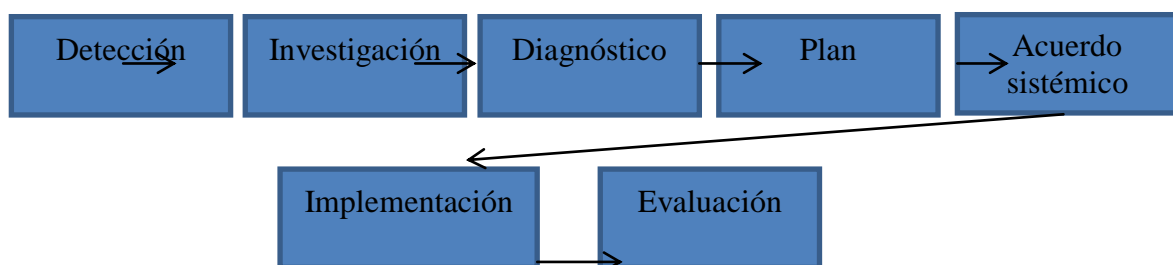 Detección
Investigación
Diagnóstico
Plan
Acuerdo
sistémico
Implementación
Evaluación